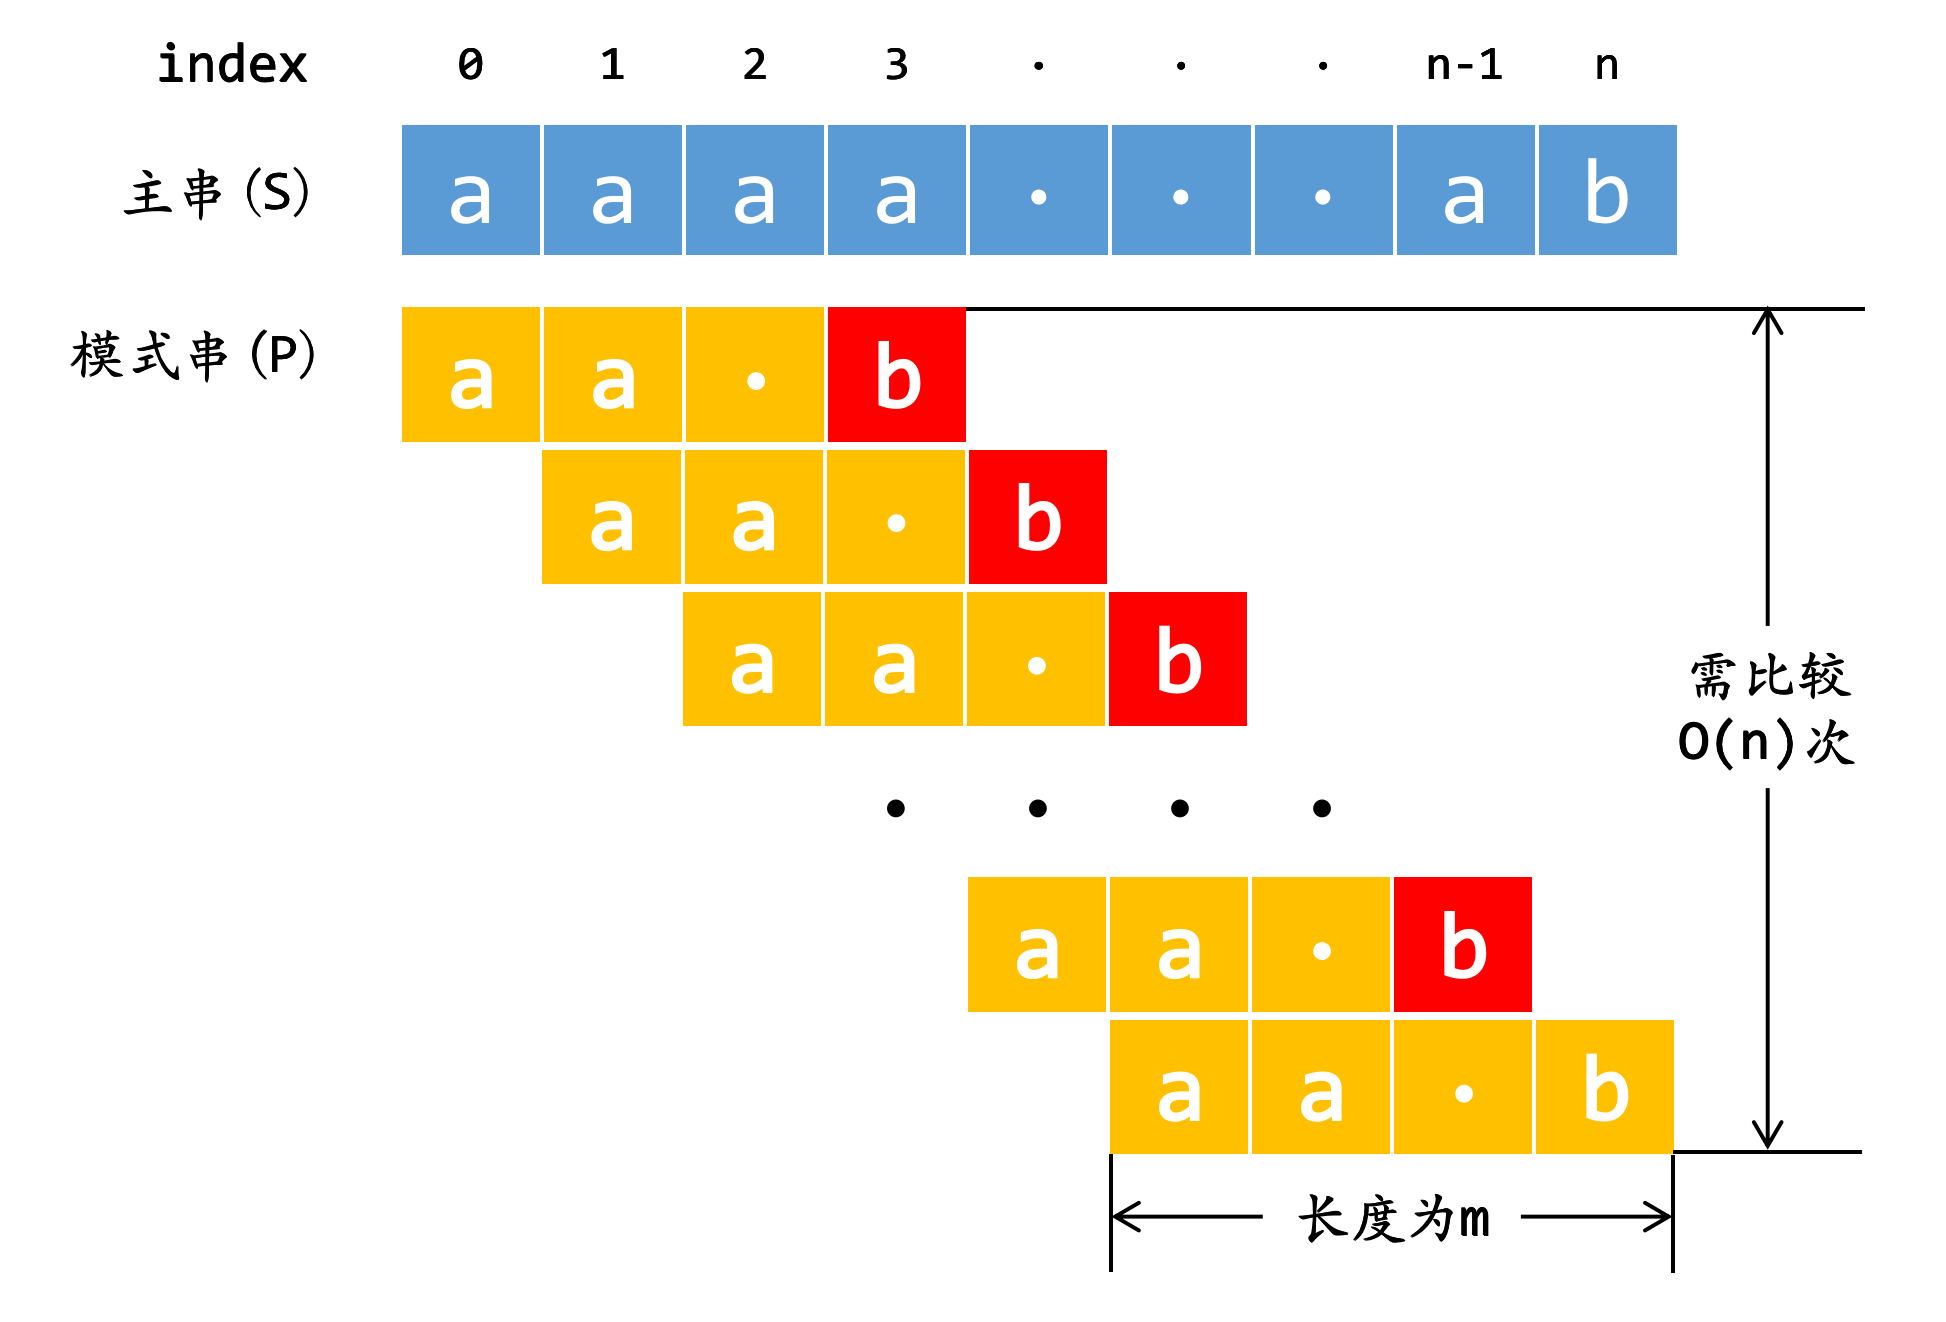 index 0 1 2 3 · · · n-1 n
主串(S) a a a a · · · a b
模式串(P) a a · b
a a · b
a a · b
· · · ·
a a · b
a a · b
需比较
O(n)次
长度为m